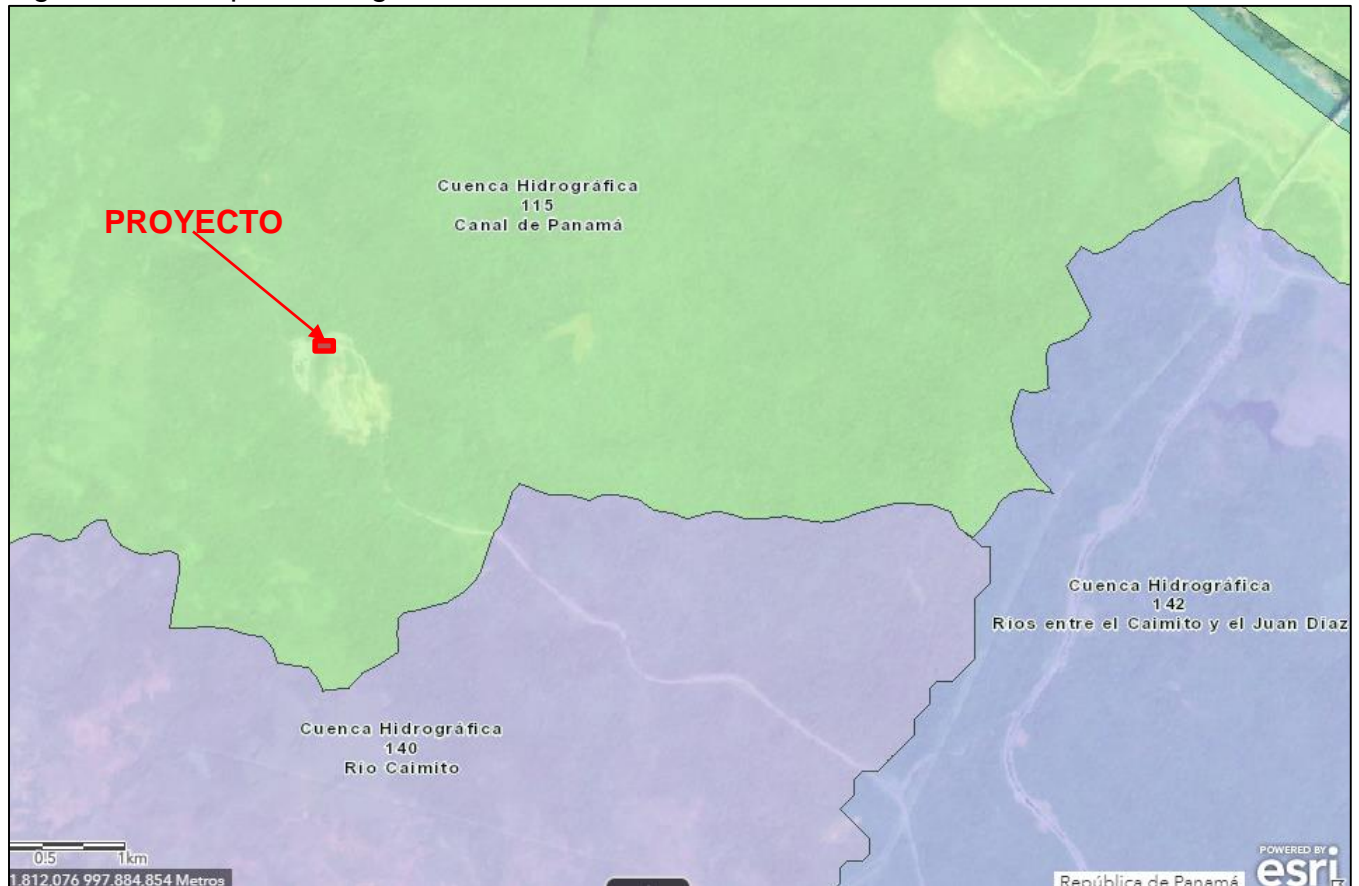 Cuenca Hidrográfica
115
Canal de Panamá
PROYECTO
Cuenca Hidrográfica
142
Ríos entre el Caimito y el Juan Díaz
Cuenca Hidrográfica
140
Río Caimito
0.5 1km
1.812.076 997.884.854 Metros
República de Panamá
POWERED BY
esri